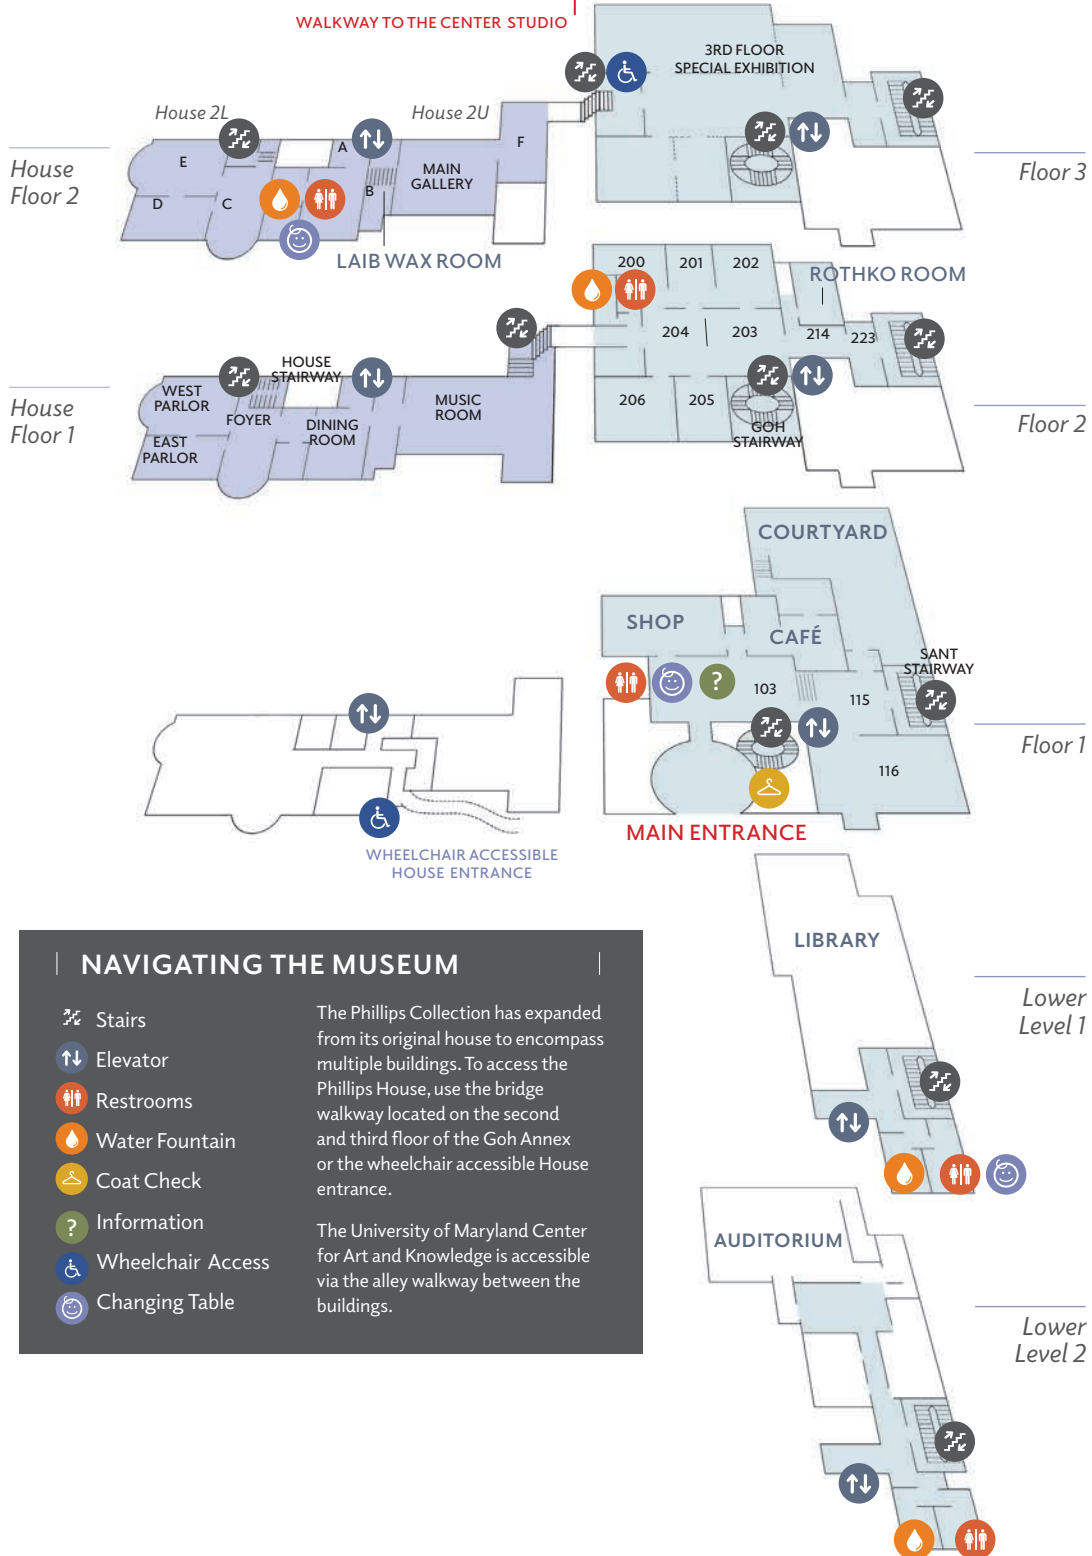 WALKWAY TO THE CENTER STUDIO
3RD FLOOR
SPECIAL EXHIBITION
House 2L
House 2U
House
Floor 2
E
D
C
A
B
MAIN
GALLERY
F
LAIB WAX ROOM
Floor 3
200
201
202
ROTHKO ROOM
204
203
214
223
206
205
GOH
STAIRWAY
Floor 2
House
Floor 1
HOUSE
STAIRWAY
WEST
PARLOR
FOYER
EAST
PARLOR
DINING
ROOM
MUSIC
ROOM
COURTYARD
SHOP
CAFÉ
SANT
STAIRWAY
?
103
115
116
Floor 1
MAIN ENTRANCE
WHEELCHAIR ACCESSIBLE
HOUSE ENTRANCE
LIBRARY
Lower
Level 1
AUDITORIUM
Lower
Level 2
NAVIGATING THE MUSEUM
Stairs
Elevator
Restrooms
Water Fountain
Coat Check
? Information
Wheelchair Access
Changing Table
The Phillips Collection has expanded
from its original house to encompass
multiple buildings. To access the
Phillips House, use the bridge
walkway located on the second
and third floor of the Goh Annex
or the wheelchair accessible House
entrance.
The University of Maryland Center
for Art and Knowledge is accessible
via the alley walkway between the
buildings.